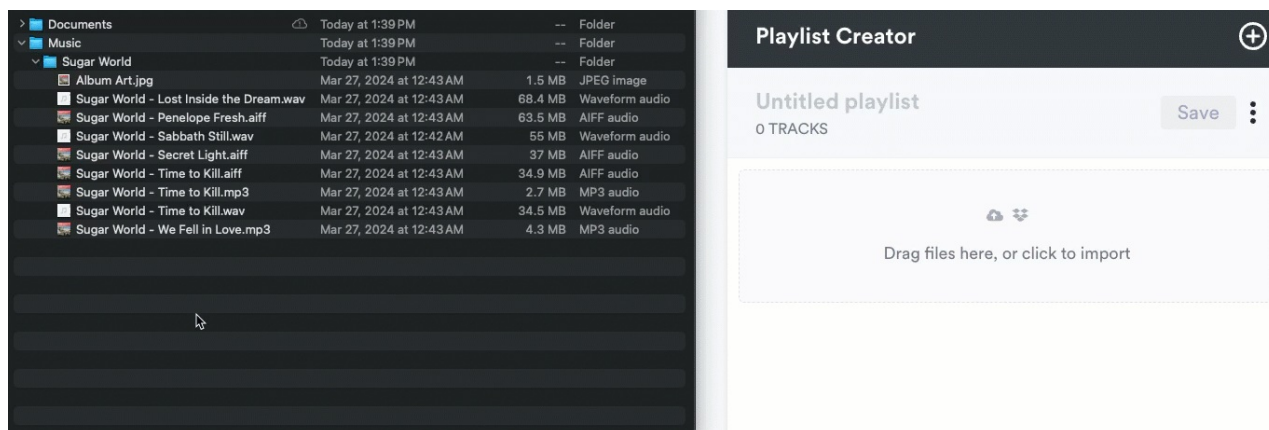 Documents Today at 1:39 PM -- Folder
Music Today at 1:39 PM -- Folder
Sugar World Today at 1:39 PM -- Folder
Album Art.jpg Mar 27, 2024 at 12:43 AM 1.5 MB JPEG image
Sugar World - Lost Inside the Dream.wav Mar 27, 2024 at 12:43 AM 68.4 MB Waveform audio
Sugar World - Penelope Fresh.aiff Mar 27, 2024 at 12:43 AM 63.5 MB AIFF audio
Sugar World - Sabbath Still.wav Mar 27, 2024 at 12:42 AM 55 MB Waveform audio
Sugar World - Secret Light.aiff Mar 27, 2024 at 12:43 AM 37 MB AIFF audio
Sugar World - Time to Kill.aiff Mar 27, 2024 at 12:43 AM 34.9 MB AIFF audio
Sugar World - Time to Kill.mp3 Mar 27, 2024 at 12:43 AM 2.7 MB MP3 audio
Sugar World - Time to Kill.wav Mar 27, 2024 at 12:43 AM 34.5 MB Waveform audio
Sugar World - We Fell in Love.mp3 Mar 27, 2024 at 12:43 AM 4.3 MB MP3 audio
Playlist Creator
Untitled playlist
0 TRACKS
Save
Drag files here, or click to import